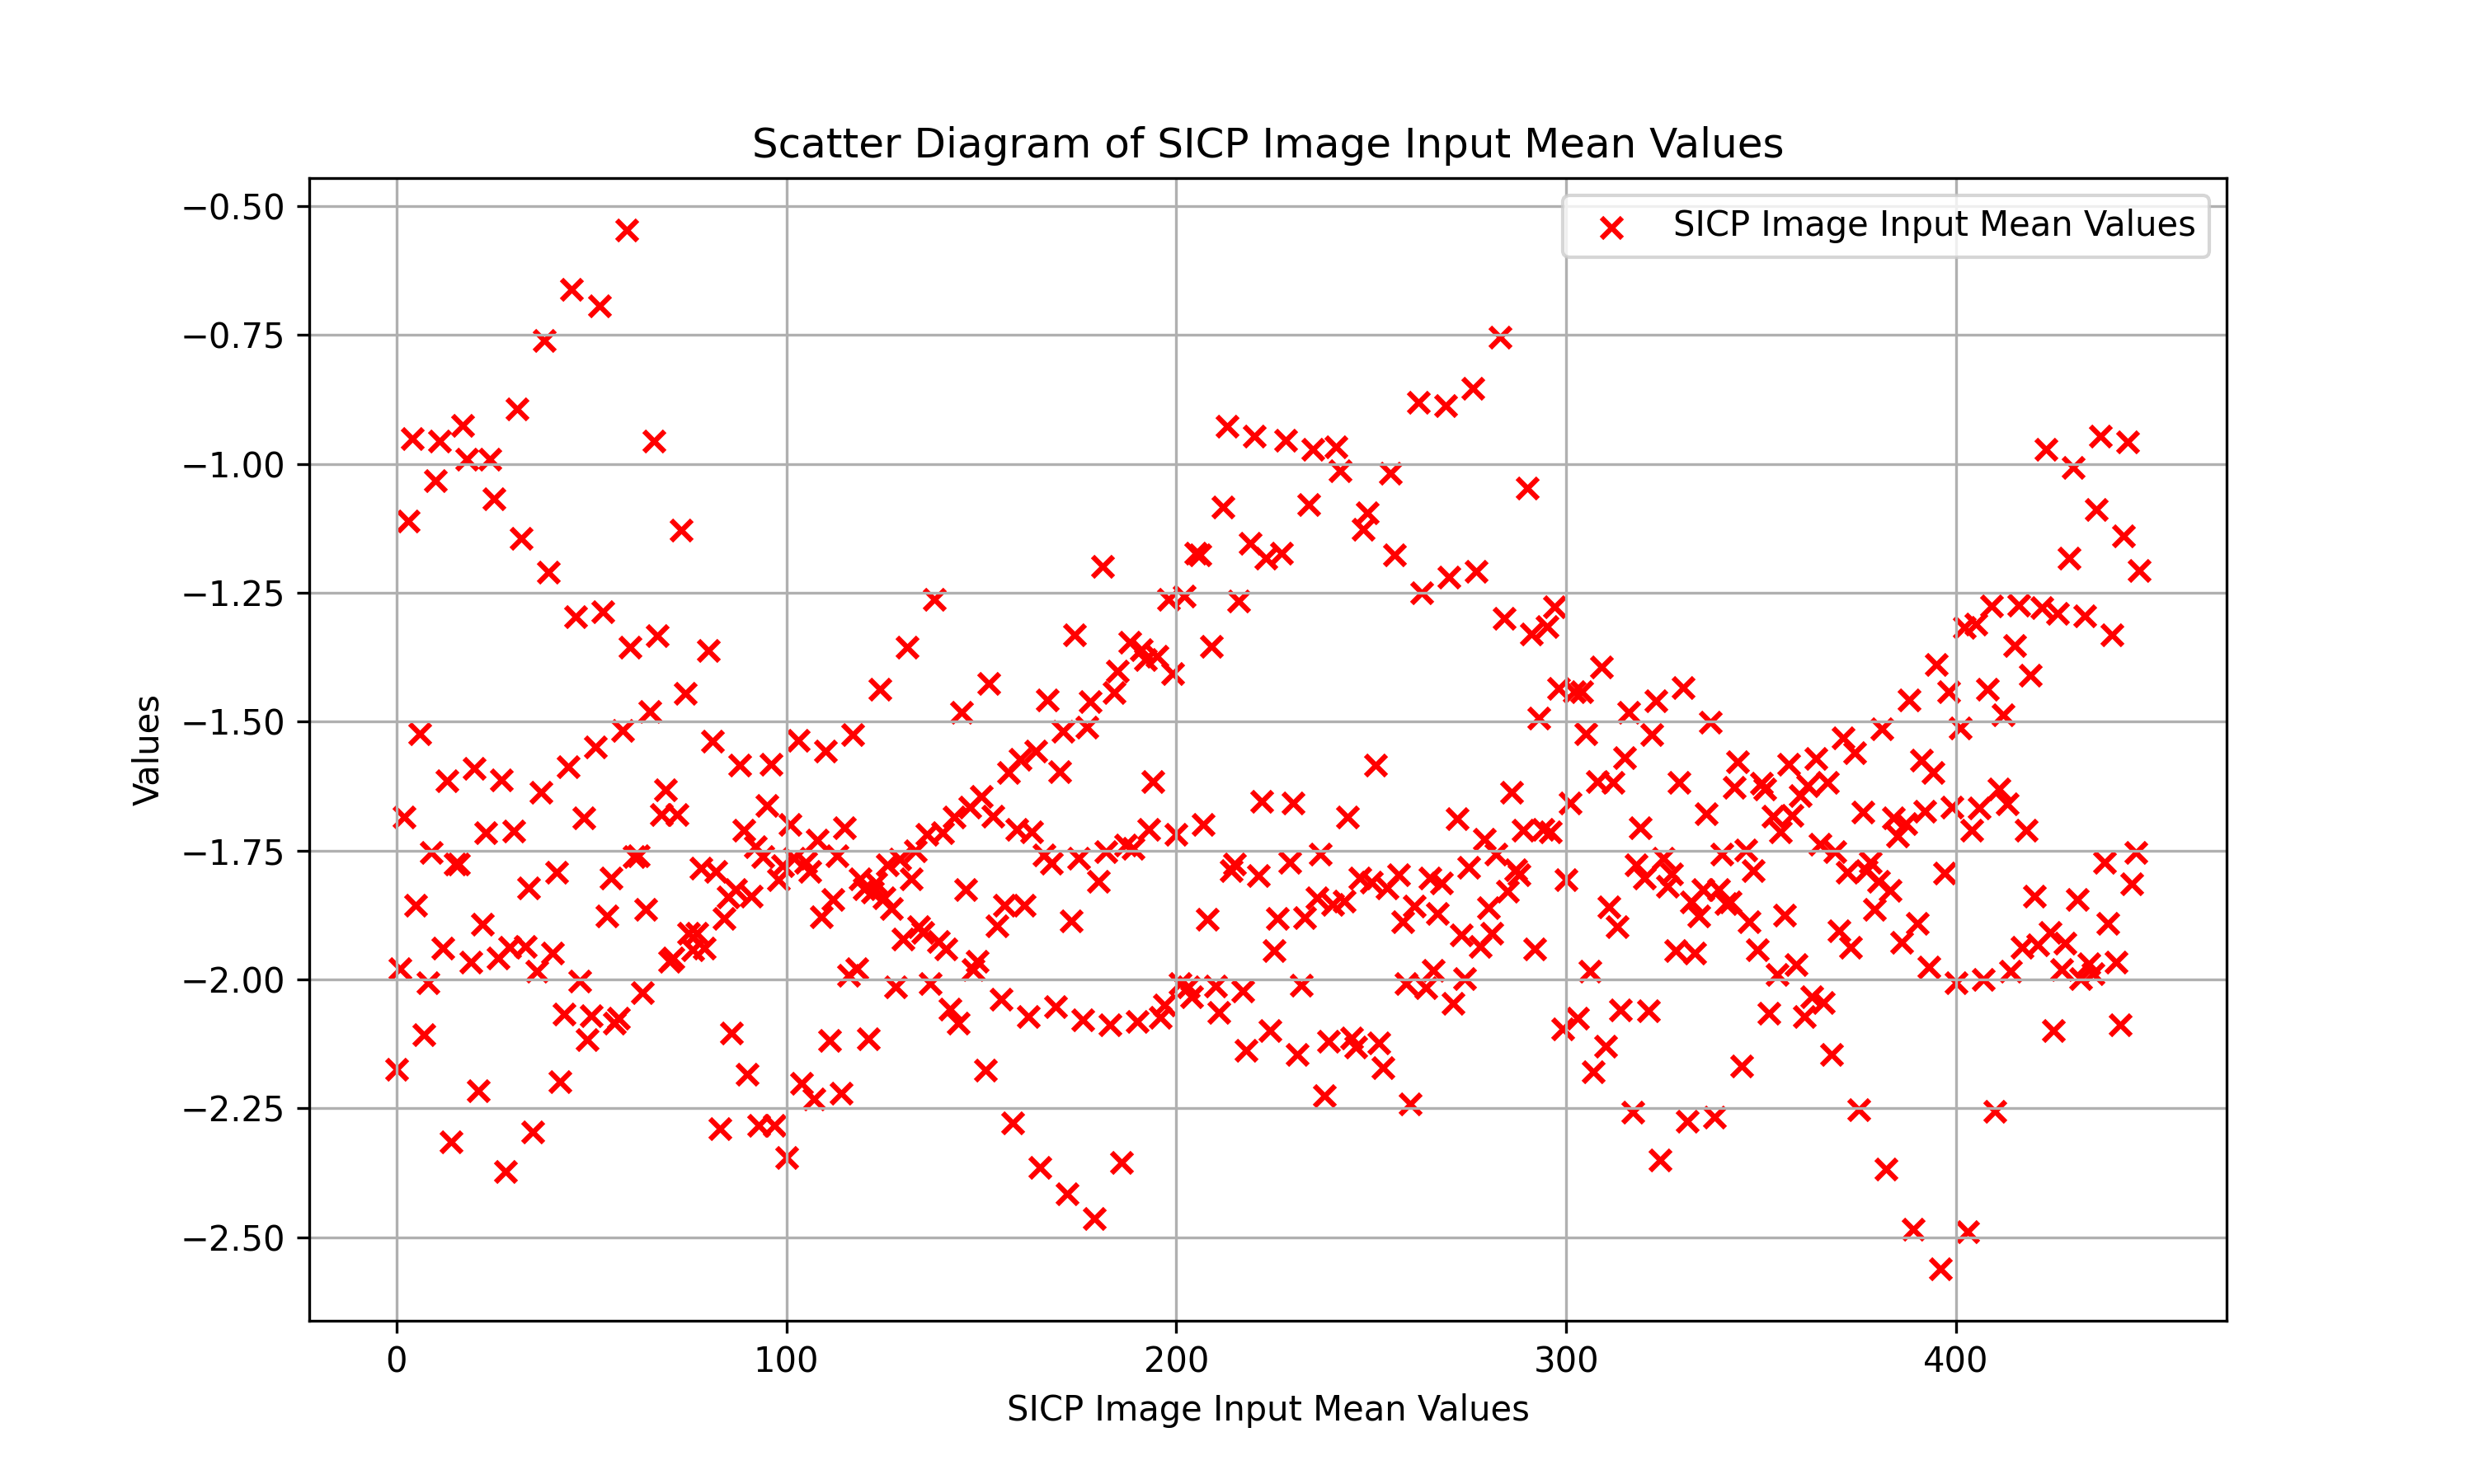 Scatter Diagram of SICP Image Input Mean Values
SICP Image Input Mean Values
−0.50
−0.75
−1.00
−1.25
−1.50
−1.75
−2.00
−2.25
−2.50
Values
0 100 200 300 400
SICP Image Input Mean Values